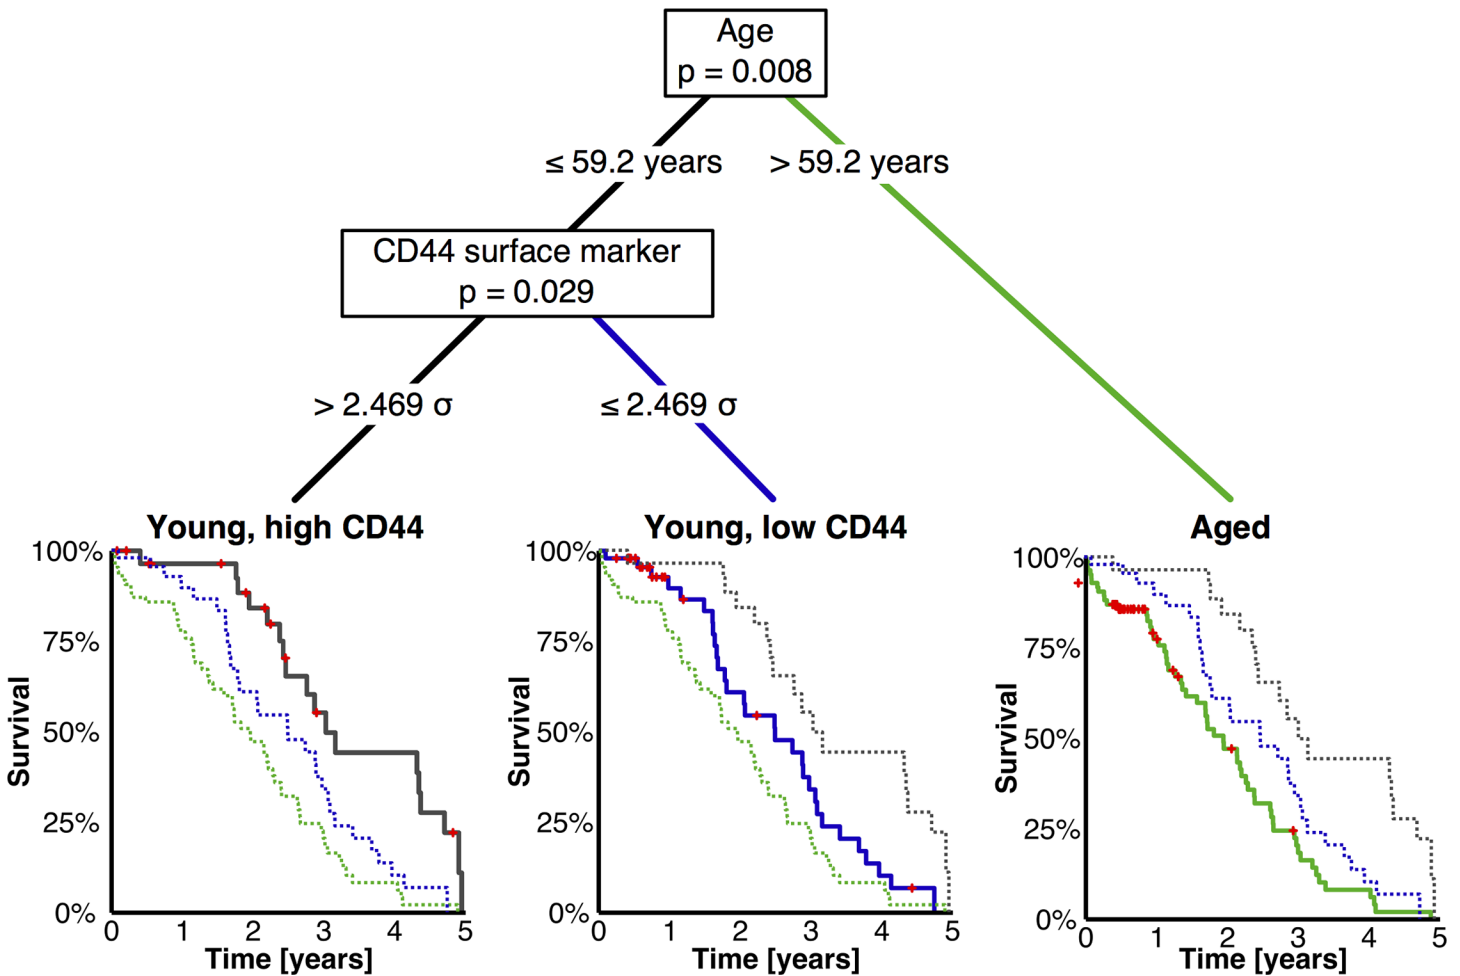 Age
p = 0.008
≤ 59.2 years
> 59.2 years
CD44 surface marker
p = 0.029
> 2.469 σ
≤ 2.469 σ
Young, high CD44
100%
75%
50%
25%
0%
Survival
0 1 2 3 4 5
Time [years]
Young, low CD44
100%
75%
50%
25%
0%
Survival
0 1 2 3 4 5
Time [years]
Aged
100%
75%
50%
25%
0%
Survival
0 1 2 3 4 5
Time [years]